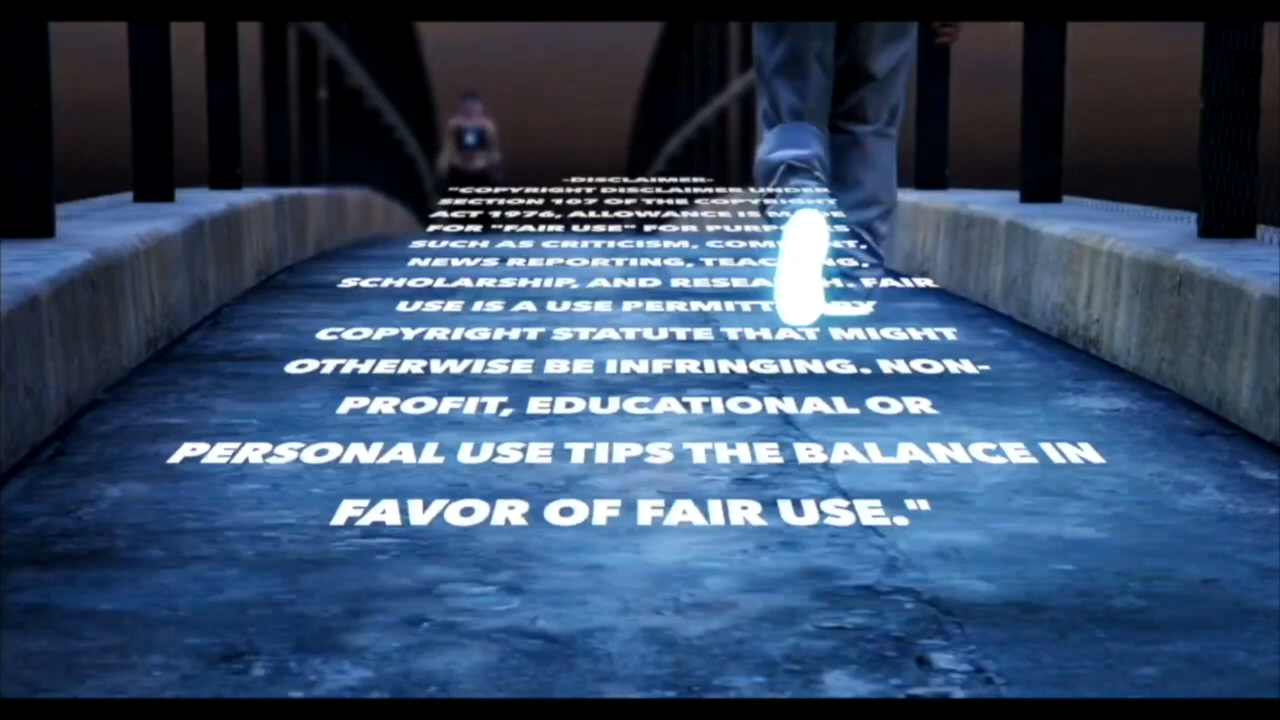 -DISCLAIMER-
"COPYRIGHT DISCLAIMER UNDER
SECTION 107 OF THE COPYRIGHT
ACT 1976, ALLOWANCE IS MADE
FOR "FAIR USE" FOR PURPOSES
SUCH AS CRITICISM, COMMENT,
NEWS REPORTING, TEACHING,
SCHOLARSHIP, AND RESEARCH. FAIR
USE IS A USE PERMITTED BY
COPYRIGHT STATUTE THAT MIGHT
OTHERWISE BE INFRINGING. NON-
PROFIT, EDUCATIONAL OR
PERSONAL USE TIPS THE BALANCE IN
FAVOR OF FAIR USE."